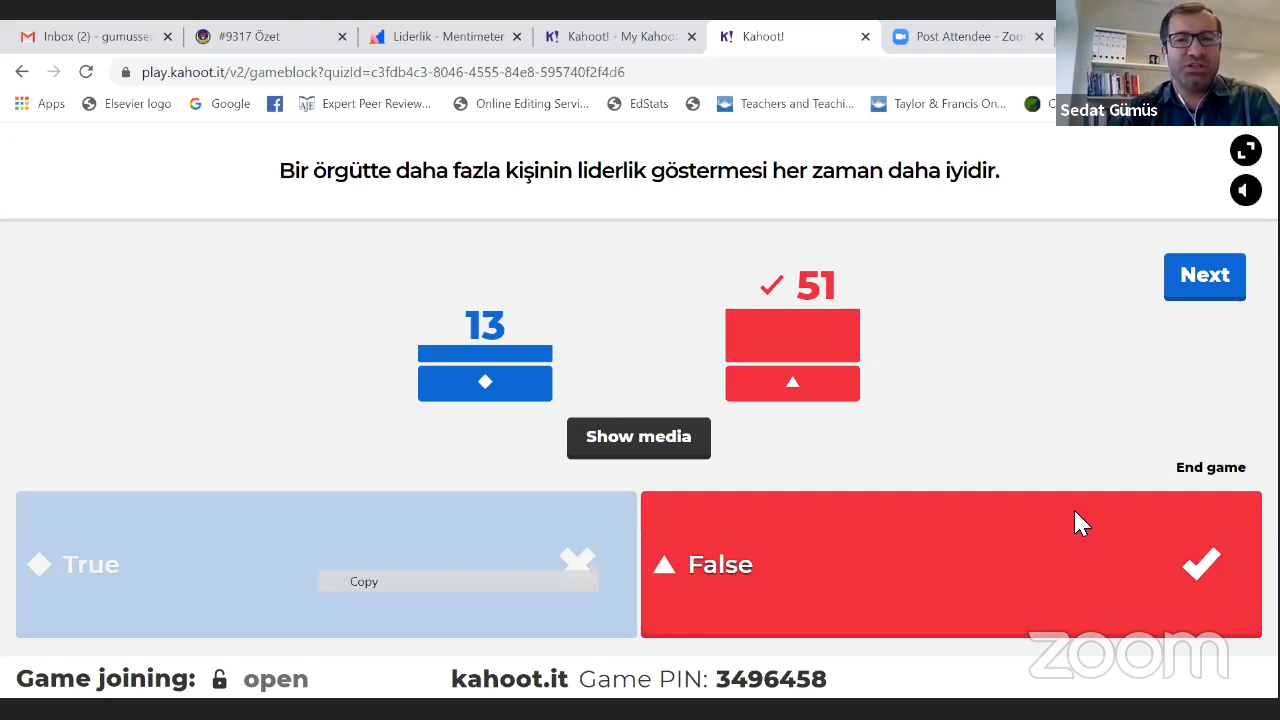 Inbox (2) - gumussed
#9317 Özet
Liderlik - Mentimeter
K! Kahoot! - My Kahoo
K! Kahoot!
Post Attendee - Zoo
play.kahoot.it/v2/gameblock?quizId=c3fdb4c3-8046-4555-84e8-595740f2f4d6
Apps
Elsevier logo
Google
Expert Peer Review...
Online Editing Servi...
EdStats
Teachers and Teachi...
Taylor & Francis On...
Sedat Gümüs
Bir örgütte daha fazla kişinin liderlik göstermesi her zaman daha iyidir.
Next
13
51
Show media
End game
True
False
Copy
zoom
Game joining: open
kahoot.it Game PIN: 3496458